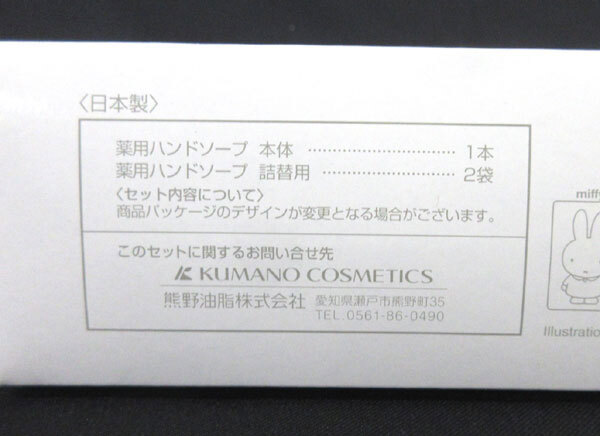 〈日本製〉
薬用ハンドソープ 本体 ………………………… 1本
薬用ハンドソープ 詰替用 ……………………… 2袋
〈セット内容について〉
商品パッケージのデザインが変更となる場合がございます。
このセットに関するお問い合せ先
KUMANO COSMETICS
熊野油脂株式会社 愛知県瀬戸市熊野町35
TEL.0561-86-0490
miffy
Illustration